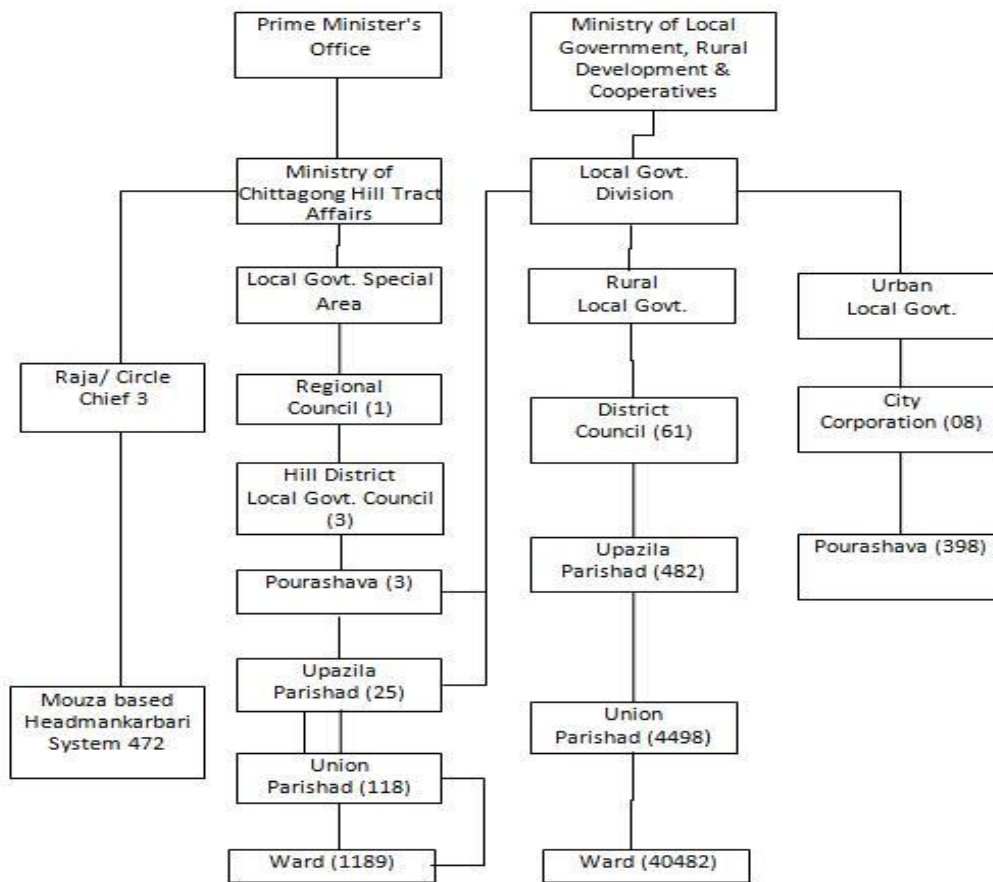 Prime Minister's
Office
Ministry of Local
Government, Rural
Development &
Cooperatives
Ministry of
Chittagong Hill Tract
Affairs
Local Govt.
Division
Local Govt. Special
Area
Rural
Local Govt.
Urban
Local Govt.
Raja/ Circle
Chief 3
Regional
Council (1)
District
Council (61)
City
Corporation (08)
Hill District
Local Govt. Council
(3)
Upazila
Parishad (482)
Pourashava (398)
Pourashava (3)
Upazila
Parishad (25)
Mouza based
Headmankarbari
System 472
Union
Parishad (4498)
Union
Parishad (118)
Ward (1189)
Ward (40482)